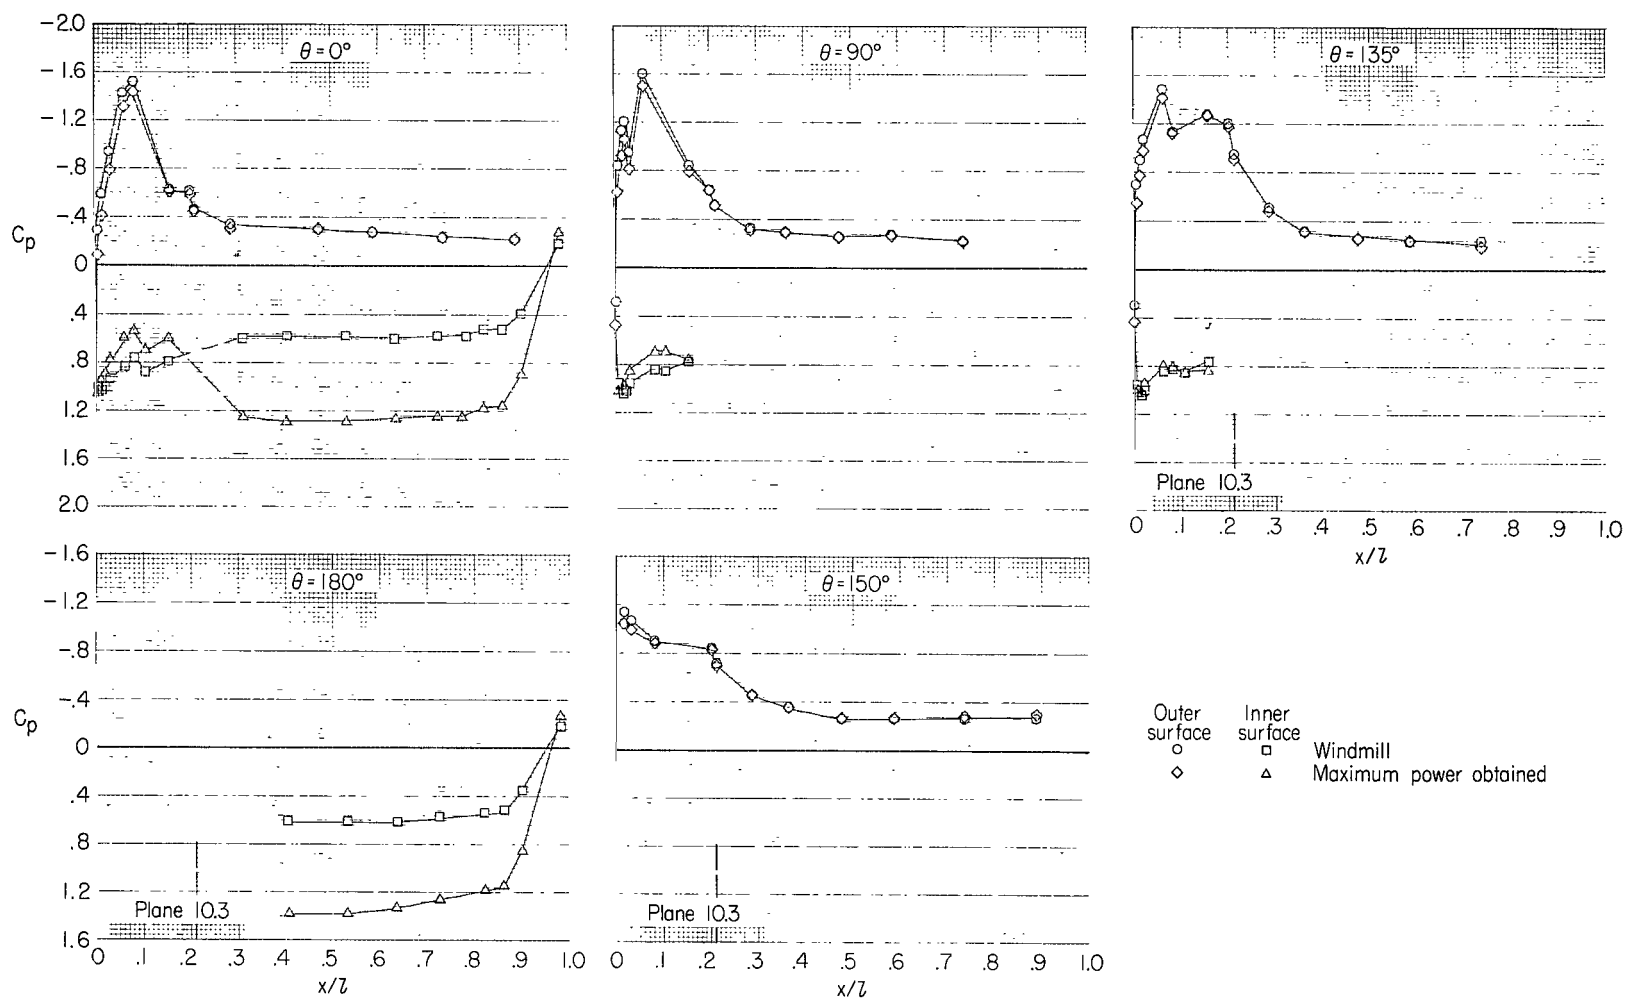 θ=0°
-2.0
-1.6
-1.2
-.8
-.4
0
.4
.8
1.2
1.6
2.0
Cp
θ=90°
θ=135°
Plane 10.3
0 .1 .2 .3 .4 .5 .6 .7 .8 .9 1.0
x/l
θ=180°
-1.6
-1.2
-.8
-.4
0
.4
.8
1.2
1.6
Cp
Plane 10.3
0 .1 .2 .3 .4 .5 .6 .7 .8 .9 1.0
x/l
θ=150°
Plane 10.3
0 .1 .2 .3 .4 .5 .6 .7 .8 .9 1.0
x/l
Outer surface
Inner surface
Windmill
Maximum power obtained